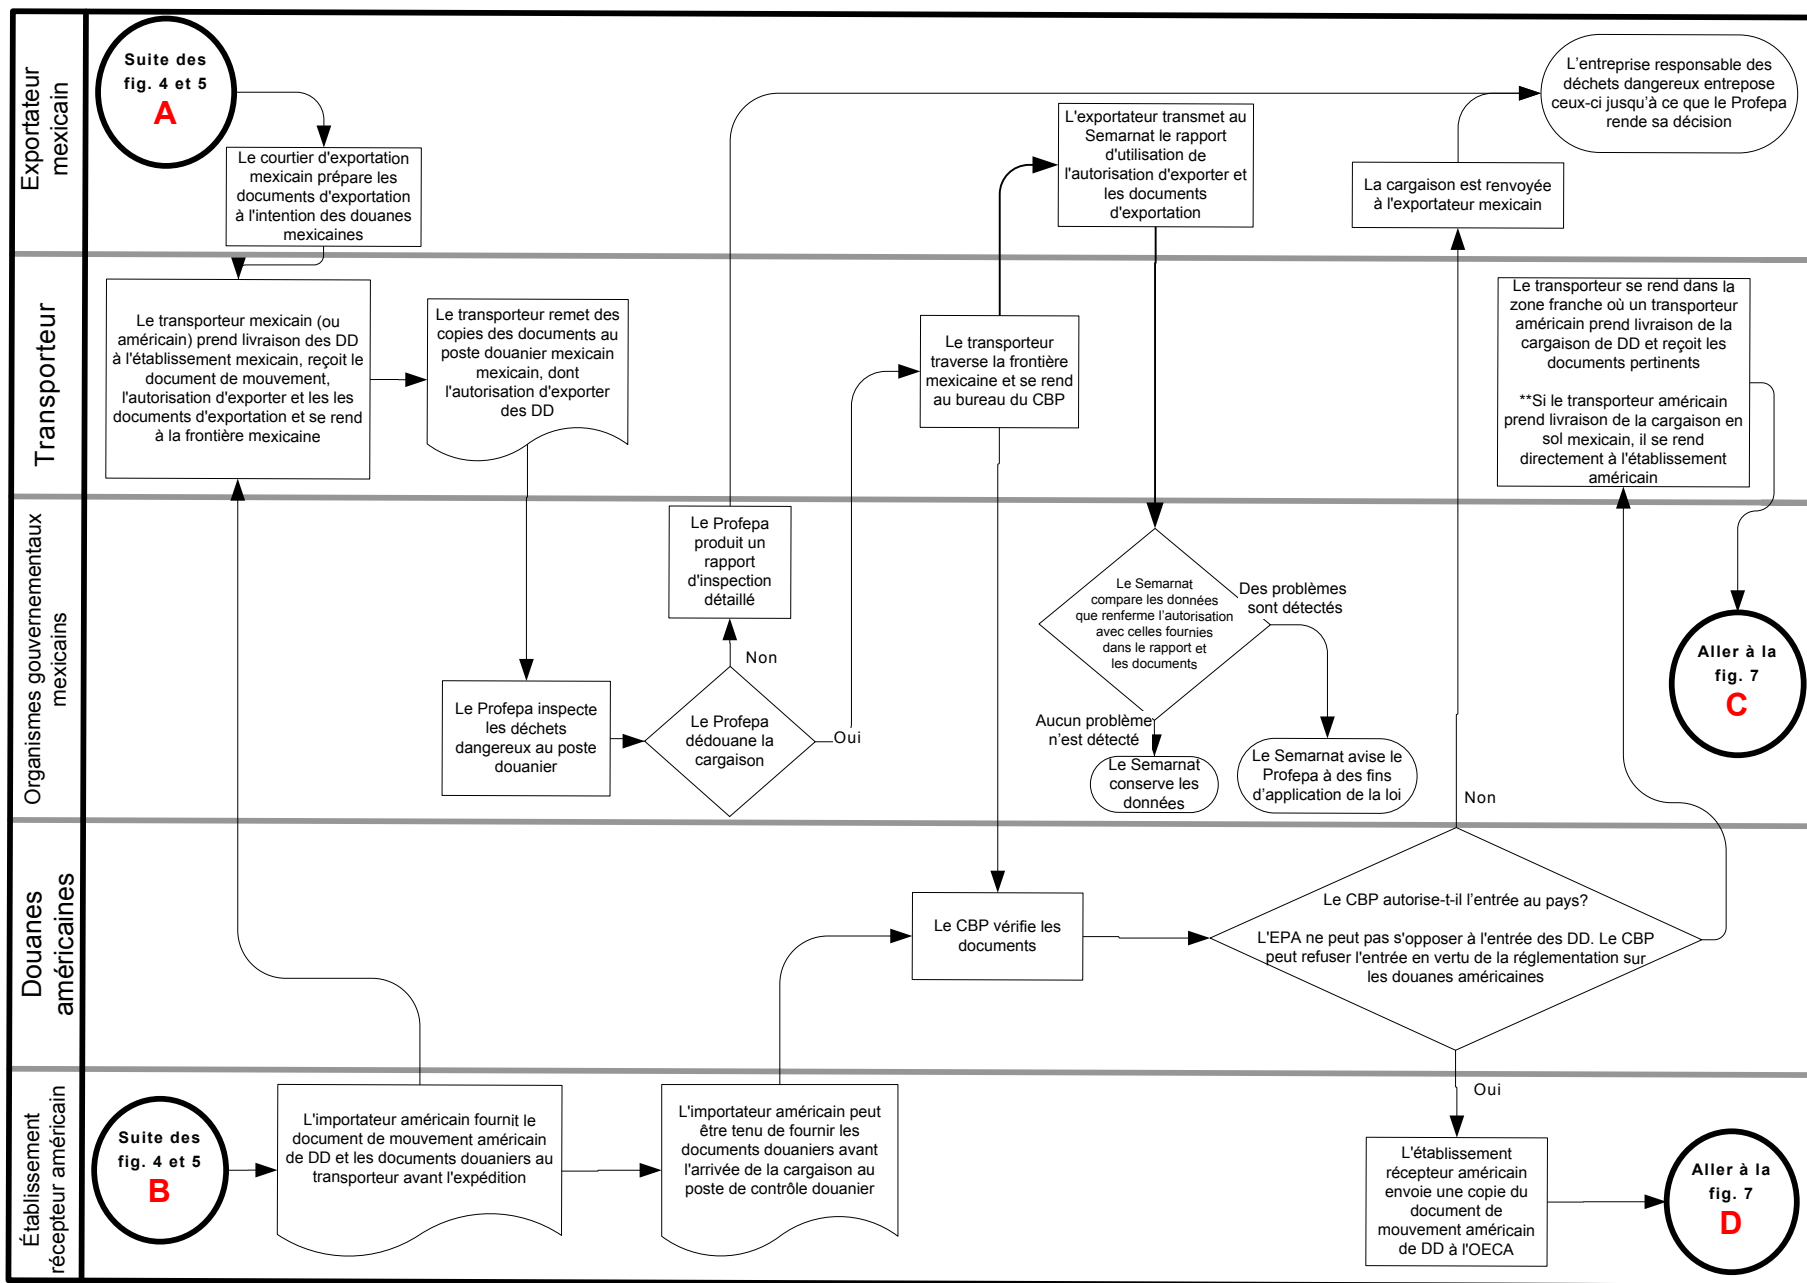 Exportateur
mexicain
Suite des
fig. 4 et 5
A
Le courtier d'exportation
mexicain prépare les
documents d'exportation
à l'intention des douanes
mexicaines
L'exportateur transmet au
Semarnat le rapport
d'utilisation de
l'autorisation d'exporter et
les documents
d'exportation
La cargaison est renvoyée
à l'exportateur mexicain
L'entreprise responsable des
déchets dangereux entrepose
ceux-ci jusqu'à ce que le Profepa
rende sa décision
Transporteur
Le transporteur mexicain (ou
américain) prend livraison des DD
à l'établissement mexicain, reçoit le
document de mouvement,
l'autorisation d'exporter et les les
documents d'exportation et se rend
à la frontière mexicaine
Le transporteur remet des
copies des documents au
poste douanier mexicain
mexicain, dont
l'autorisation d'exporter
des DD
Le transporteur
traverse la frontière
mexicaine et se rend
au bureau du CBP
Le transporteur se rend dans la
zone franche où un transporteur
américain prend livraison de la
cargaison de DD et reçoit les
documents pertinents
**Si le transporteur américain
prend livraison de la cargaison en
sol mexicain, il se rend
directement à l'établissement
américain
Organismes gouvernementaux
mexicains
Le Profepa
produit un
rapport
d'inspection
détaillé
Non
Le Profepa inspecte
les déchets
dangereux au poste
douanier
Le Profepa
dédouane la
cargaison
Oui
Le Semarnat
compare les données
que renferme l'autorisation
avec celles fournies
dans le rapport et
les documents
Des problèmes
sont détectés
Aucun problème
n'est détecté
Le Semarnat
conserve les
données
Le Semarnat avise le
Profepa à des fins
d'application de la loi
Non
Aller à la
fig. 7
C
Douanes
américaines
Le CBP vérifie les
documents
Le CBP autorise-t-il l'entrée au pays?
L'EPA ne peut pas s'opposer à l'entrée des DD. Le CBP
peut refuser l'entrée en vertu de la réglementation sur
les douanes américaines
Oui
Établissement
récepteur américain
Suite des
fig. 4 et 5
B
L'importateur américain fournit le
document de mouvement américain
de DD et les documents douaniers au
transporteur avant l'expédition
L'importateur américain peut
être tenu de fournir les
documents douaniers avant
l'arrivée de la cargaison au
poste de contrôle douanier
L'établissement
récepteur américain
envoie une copie du
document de
mouvement américain
de DD à l'OECA
Aller à la
fig. 7
D